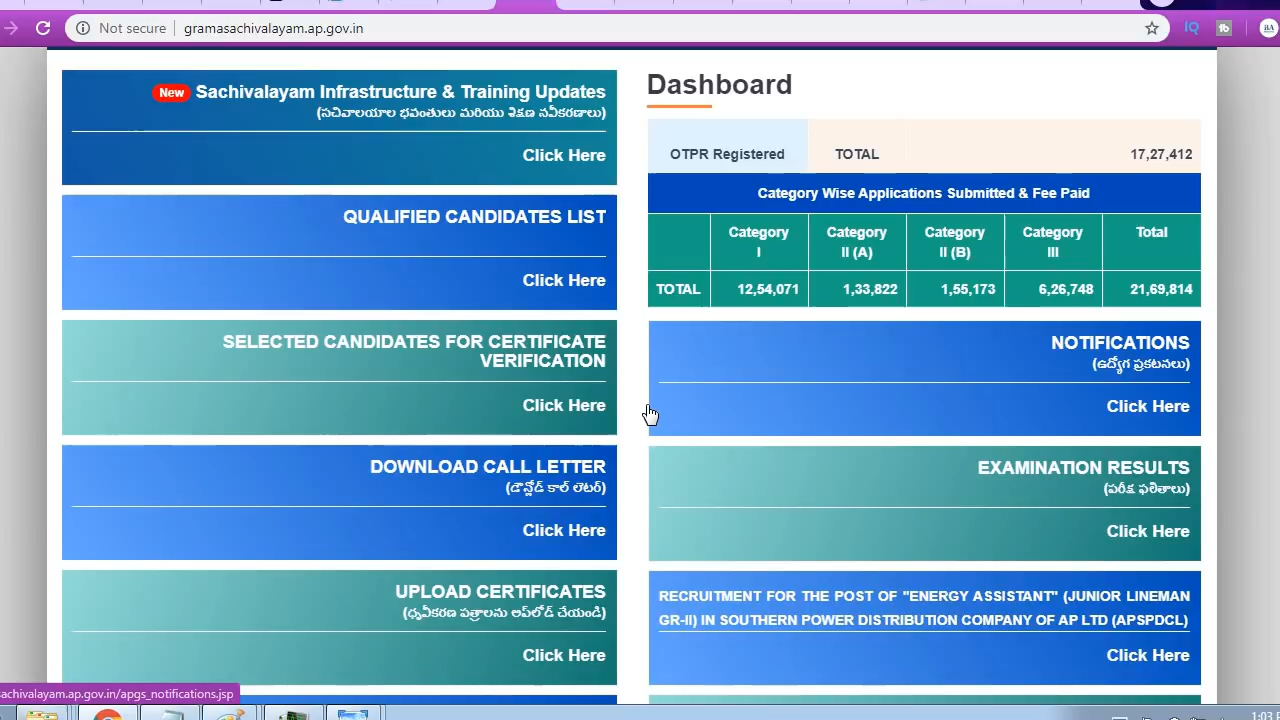 Not secure
gramasachivalayam.ap.gov.in
New Sachivalayam Infrastructure & Training Updates
(సచివాలయాల భవంతులు మరియు శిక్షణ నవీకరణాలు)
Click Here
QUALIFIED CANDIDATES LIST
Click Here
SELECTED CANDIDATES FOR CERTIFICATE
VERIFICATION
Click Here
DOWNLOAD CALL LETTER
(డౌన్లోడ్ కాల్ లెటర్)
Click Here
UPLOAD CERTIFICATES
(ధృవీకరణ పత్రాలను అప్‌లోడ్ చేయండి)
Click Here
Dashboard
OTPR Registered TOTAL 17,27,412
Category Wise Applications Submitted & Fee Paid
Category Category Category Category Total
I II (A) II (B) III
TOTAL 12,54,071 1,33,822 1,55,173 6,26,748 21,69,814
NOTIFICATIONS
(ఉద్యోగ ప్రకటనలు)
Click Here
EXAMINATION RESULTS
(పరీక్ష ఫలితాలు)
Click Here
RECRUITMENT FOR THE POST OF "ENERGY ASSISTANT" (JUNIOR LINEMAN
GR-II) IN SOUTHERN POWER DISTRIBUTION COMPANY OF AP LTD (APSPDCL)
Click Here
sachivalayam.ap.gov.in/apgs_notifications.jsp